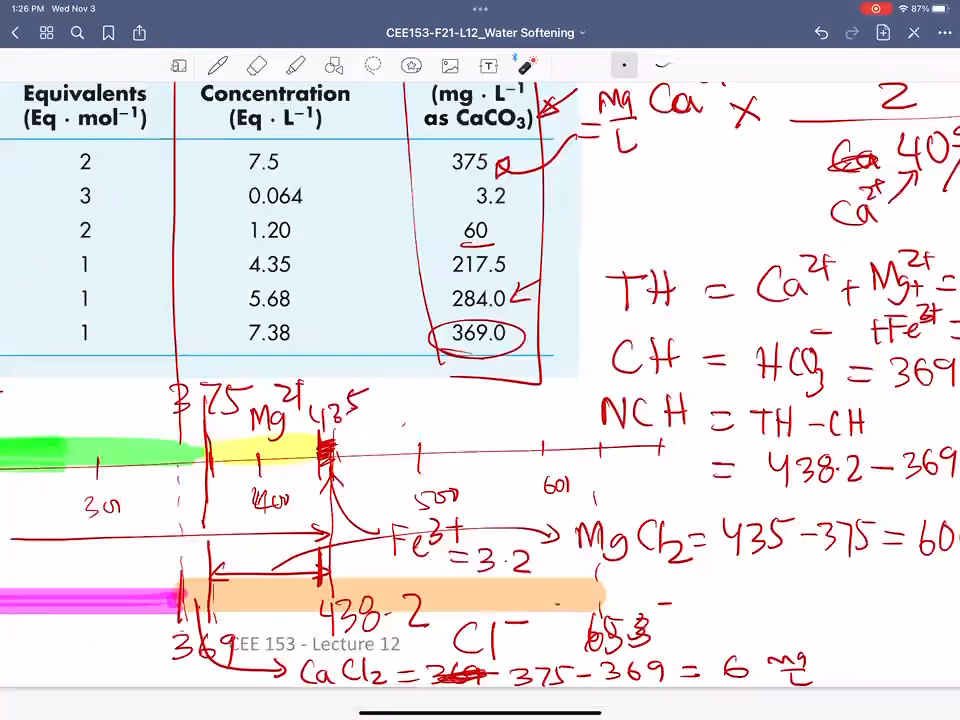 1:26 PM Wed Nov 3
87%
CEE153-F21-L12_Water Softening
Equivalents (Eq · mol⁻¹)
Concentration (Eq · L⁻¹)
(mg · L⁻¹ as CaCO₃)
2 7.5 375
3 0.064 3.2
2 1.20 60
1 4.35 217.5
1 5.68 284.0
1 7.38 369.0
= mg/L Ca × 2
40
Ca²⁺
TH = Ca²⁺ + Mg²⁺ =
+Fe³⁺ =
CH = HCO₃⁻ = 369
NCH = TH - CH
= 438.2 - 369
375 Mg²⁺ 435
300 400 500 600
Fe³⁺
= 3.2
MgCl₂ = 435 - 375 = 60
369 438.2 653
Cl⁻
CEE 153 - Lecture 12
CaCl₂ = 375 - 369 = 6 mg/L